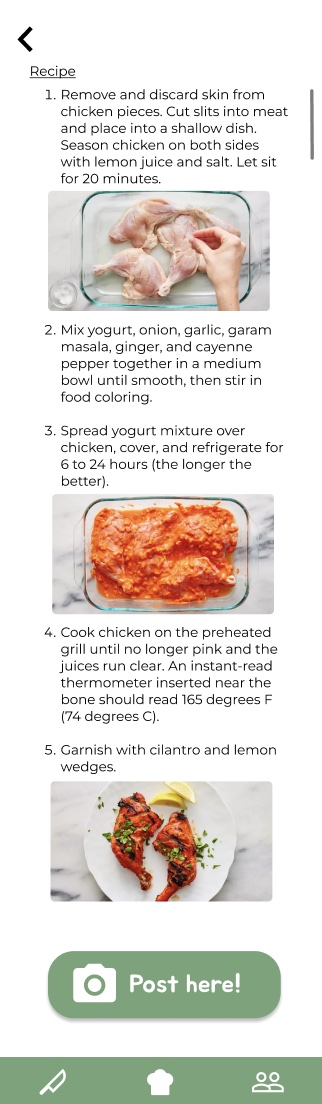 Recipe
1. Remove and discard skin from
chicken pieces. Cut slits into meat
and place into a shallow dish.
Season chicken on both sides
with lemon juice and salt. Let sit
for 20 minutes.
2. Mix yogurt, onion, garlic, garam
masala, ginger, and cayenne
pepper together in a medium
bowl until smooth, then stir in
food coloring.
3. Spread yogurt mixture over
chicken, cover, and refrigerate for
6 to 24 hours (the longer the
better).
4. Cook chicken on the preheated
grill until no longer pink and the
juices run clear. An instant-read
thermometer inserted near the
bone should read 165 degrees F
(74 degrees C).
5. Garnish with cilantro and lemon
wedges.
Post here!